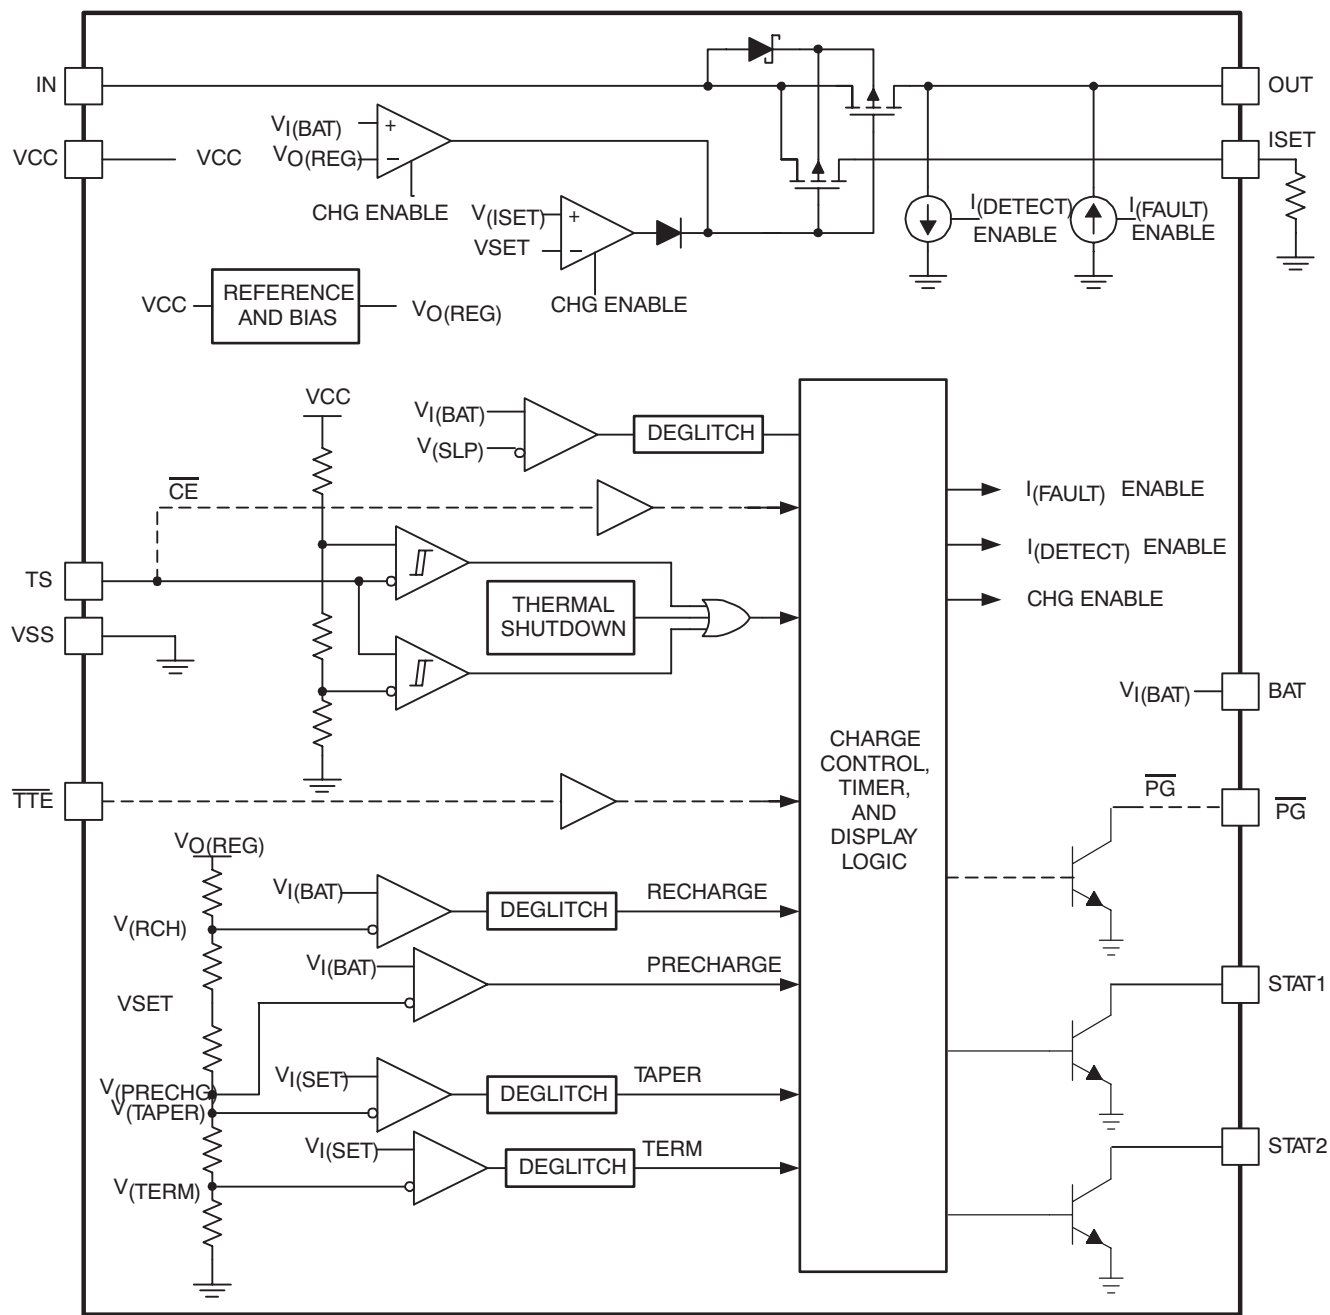 IN
OUT
VI(BAT)
+
VCC
VCC
VO(REG)
−
ISET
CHG ENABLE
V(ISET)
+
VSET
−
I(DETECT)
ENABLE
I(FAULT)
ENABLE
VCC
REFERENCE
AND BIAS
VO(REG)
CHG ENABLE
VCC
VI(BAT)
V(SLP)
DEGLITCH
CE
I(FAULT) ENABLE
I(DETECT) ENABLE
TS
THERMAL
SHUTDOWN
CHG ENABLE
VSS
VI(BAT)
BAT
CHARGE
CONTROL,
TIMER,
AND
DISPLAY
LOGIC
TTE
PG
PG
VO(REG)
VI(BAT)
DEGLITCH
RECHARGE
V(RCH)
VI(BAT)
PRECHARGE
VSET
STAT1
V(PRECHG)
VI(SET)
DEGLITCH
TAPER
V(TAPER)
VI(SET)
DEGLITCH
TERM
STAT2
V(TERM)